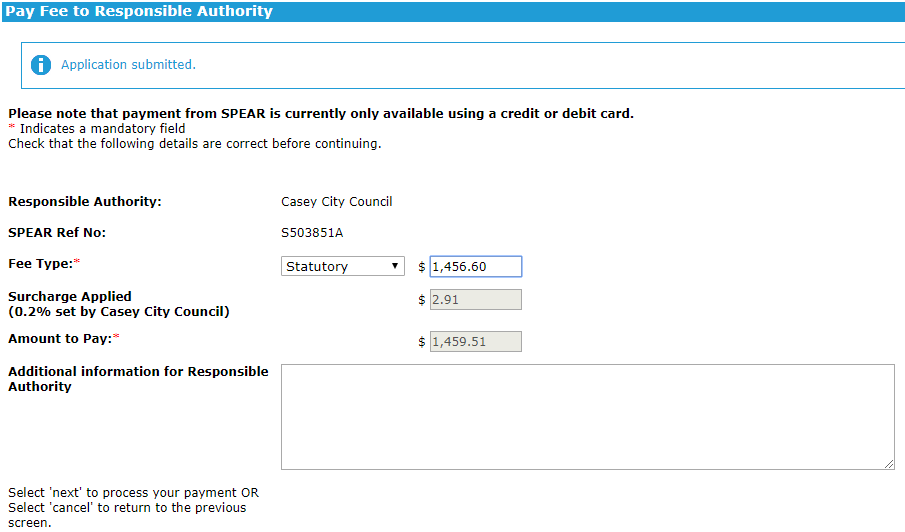 Pay Fee to Responsible Authority
Application submitted.
Please note that payment from SPEAR is currently only available using a credit or debit card.
* Indicates a mandatory field
Check that the following details are correct before continuing.
Responsible Authority: Casey City Council
SPEAR Ref No: S503851A
Fee Type:* Statutory $ 1,456.60
Surcharge Applied
(0.2% set by Casey City Council) $ 2.91
Amount to Pay:* $ 1,459.51
Additional information for Responsible
Authority
Select 'next' to process your payment OR
Select 'cancel' to return to the previous
screen.